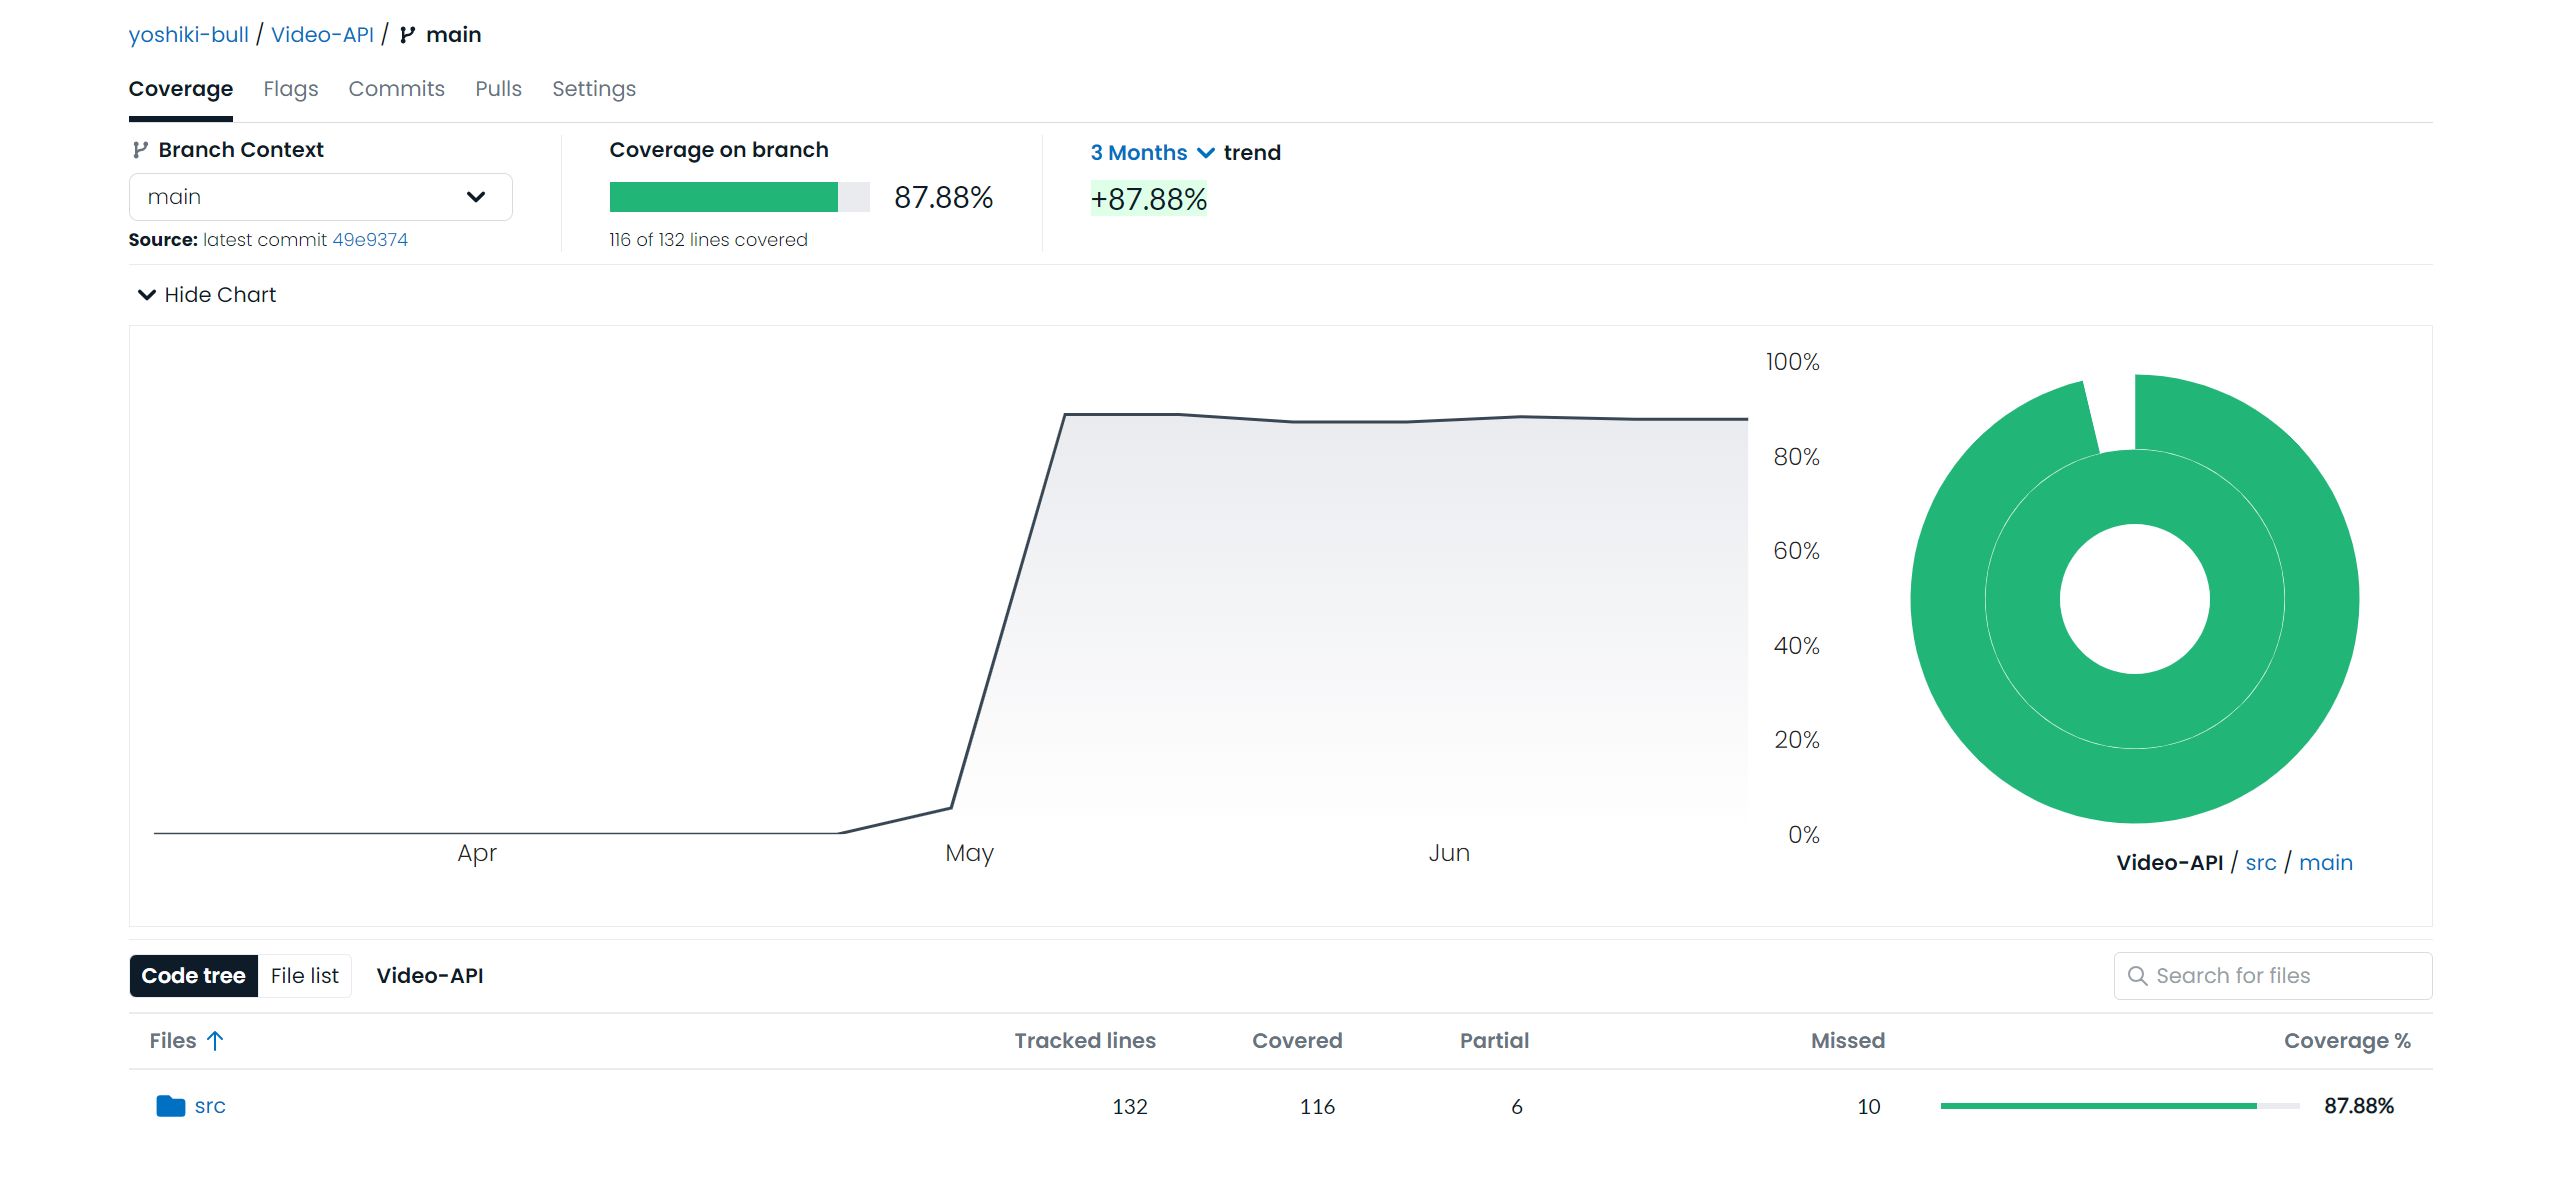 yoshiki-bull / Video-API / main
Coverage Flags Commits Pulls Settings
Branch Context
main
Source: latest commit 49e9374
Coverage on branch
87.88%
116 of 132 lines covered
3 Months trend
+87.88%
Hide Chart
100%
80%
60%
40%
20%
0%
Apr May Jun
Video-API / src / main
Code tree File list Video-API
Search for files
Files Tracked lines Covered Partial Missed Coverage %
src 132 116 6 10 87.88%